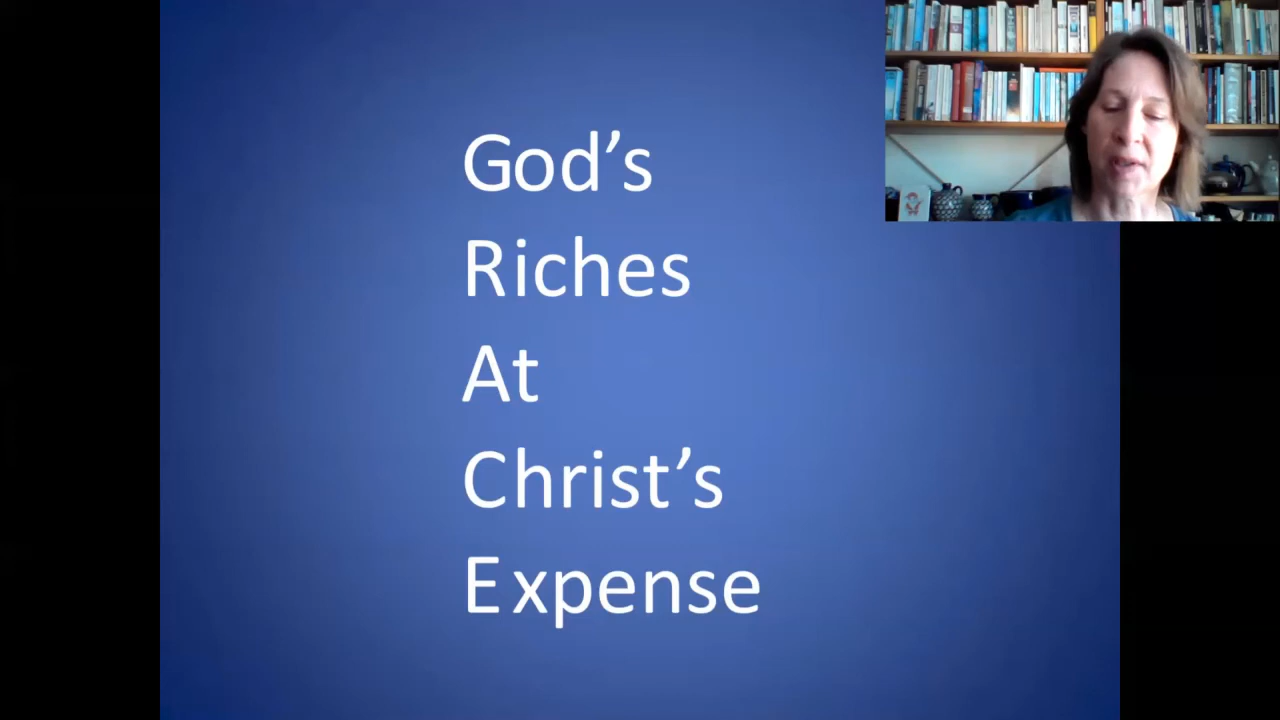 God’s
Riches
At
Christ’s
Expense